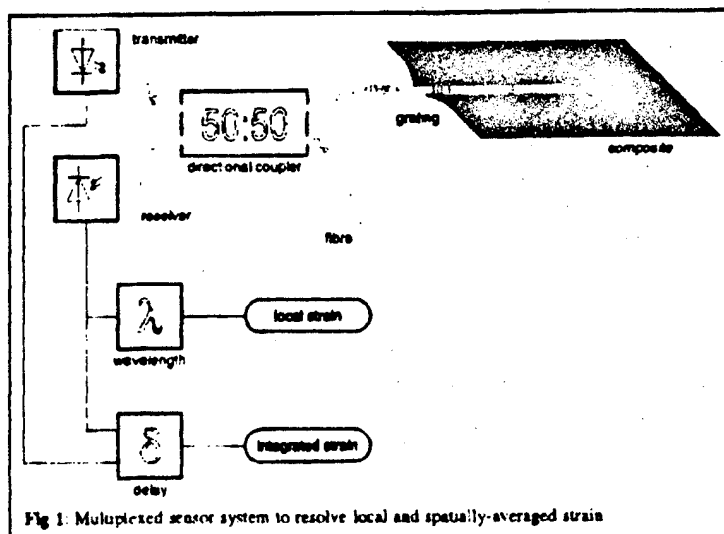 transmitter
50:50
directional coupler
grating
composite
receiver
fibre
λ
local strain
wavelength
δ
integrated strain
delay
Fig 1: Multiplexed sensor system to resolve local and spatially-averaged strain